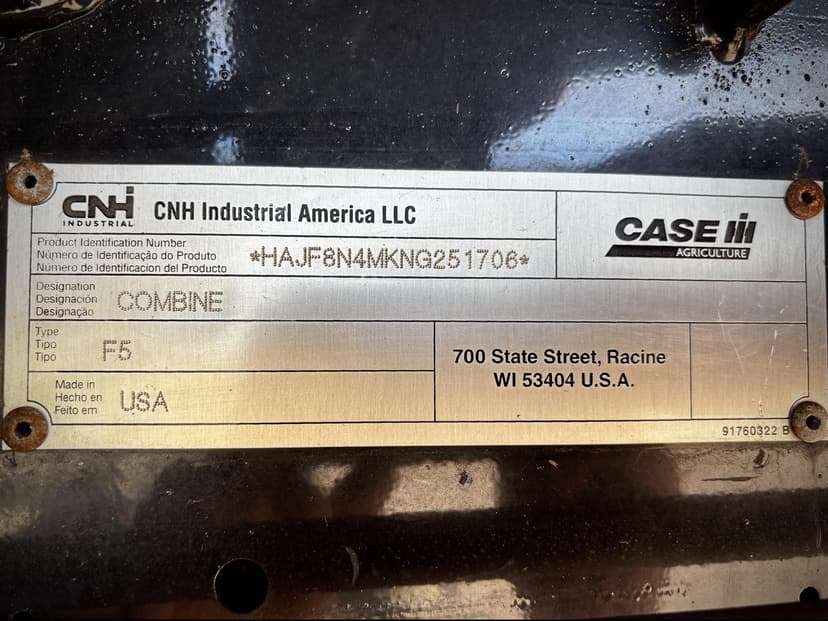 CNH
INDUSTRIAL
CNH Industrial America LLC
CASE IH
AGRICULTURE
Product Identification Number
Número de Identificação do Produto
Número de Identificacion del Producto
*HAJF8N4MKNG251706*
Designation
Designación
Designação
COMBINE
Type
Tipo
Tipo
F5
700 State Street, Racine
WI 53404 U.S.A.
Made in
Hecho en
Feito em
USA
91760322 B